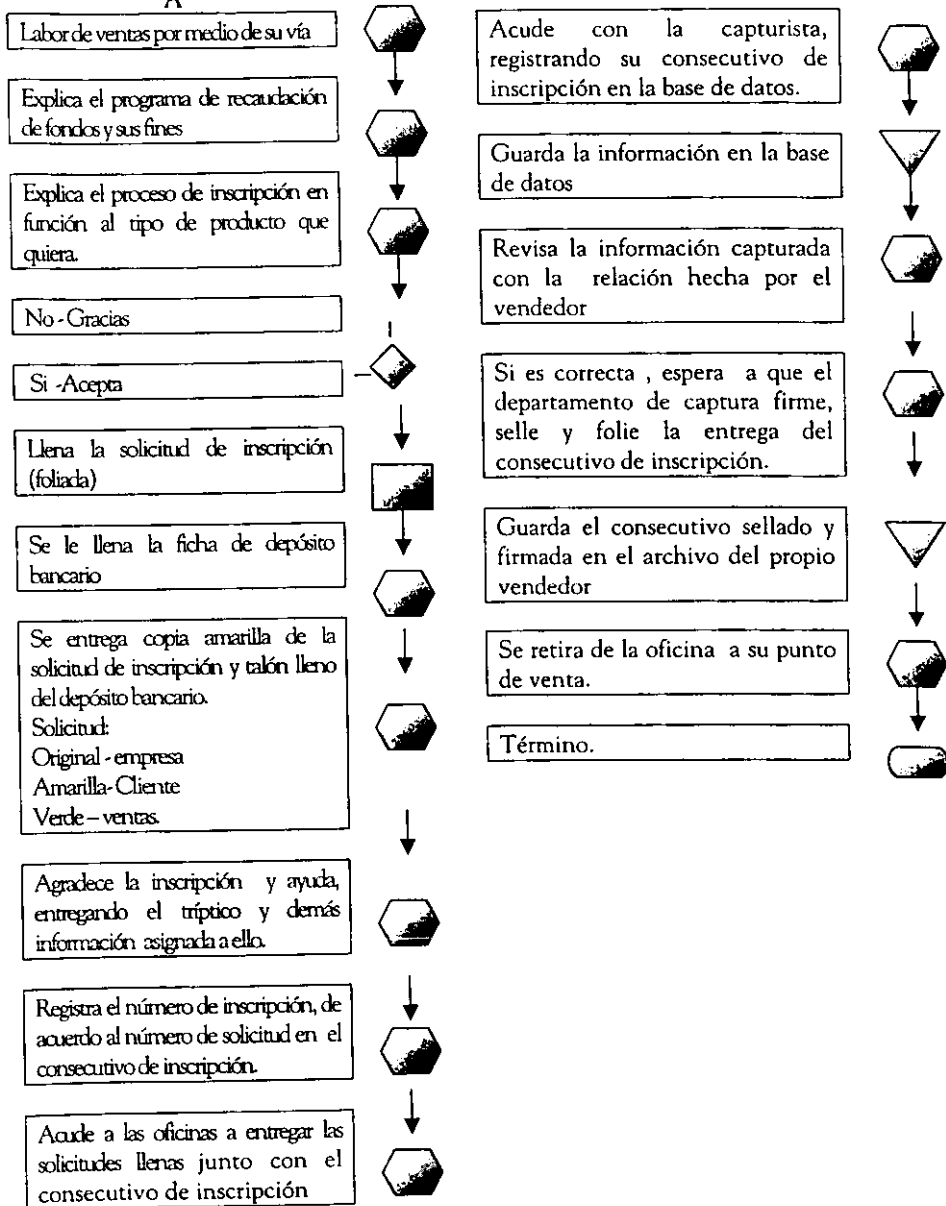 A
Labor de ventas por medio de su vía
Explica el programa de recaudación
de fondos y sus fines
Explica el proceso de inscripción en
función al tipo de producto que
quiera.
No - Gracias
Si - Acepta
Llena la solicitud de inscripción
(foliada)
Se le llena la ficha de depósito
bancario
Se entrega copia amarilla de la
solicitud de inscripción y talón lleno
del depósito bancario.
Solicitud:
Original - empresa
Amarilla- Cliente
Verde – ventas.
Agradece la inscripción y ayuda,
entregando el tríptico y demás
información asignada a ello.
Registra el número de inscripción, de
acuerdo al número de solicitud en el
consecutivo de inscripción.
Acude a las oficinas a entregar las
solicitudes llenas junto con el
consecutivo de inscripción
Acude con la capturista,
registrando su consecutivo de
inscripción en la base de datos.
Guarda la información en la base
de datos
Revisa la información capturada
con la relación hecha por el
vendedor
Si es correcta , espera a que el
departamento de captura firme,
selle y folie la entrega del
consecutivo de inscripción.
Guarda el consecutivo sellado y
firmada en el archivo del propio
vendedor
Se retira de la oficina a su punto
de venta.
Término.